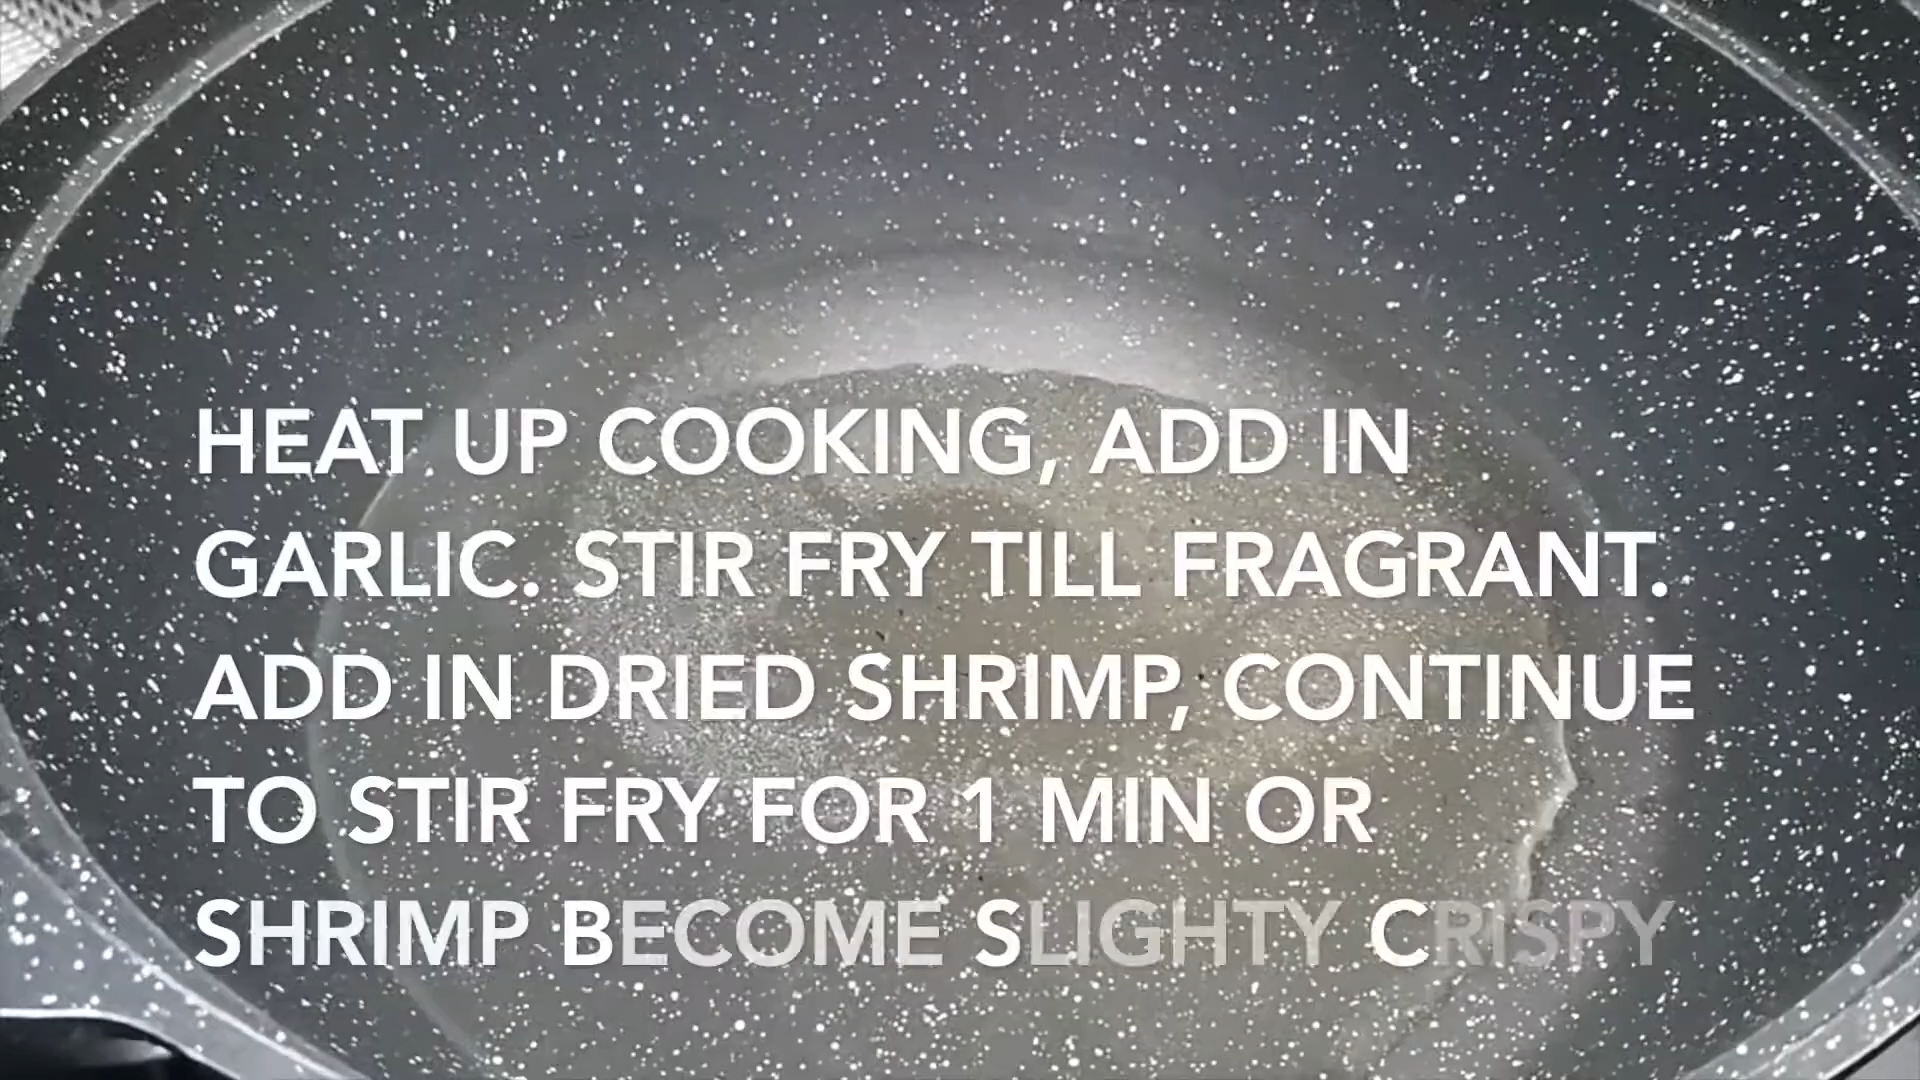 HEAT UP COOKING, ADD IN
GARLIC. STIR FRY TILL FRAGRANT.
ADD IN DRIED SHRIMP, CONTINUE
TO STIR FRY FOR 1 MIN OR
SHRIMP BECOME SLIGHTY CRISPY